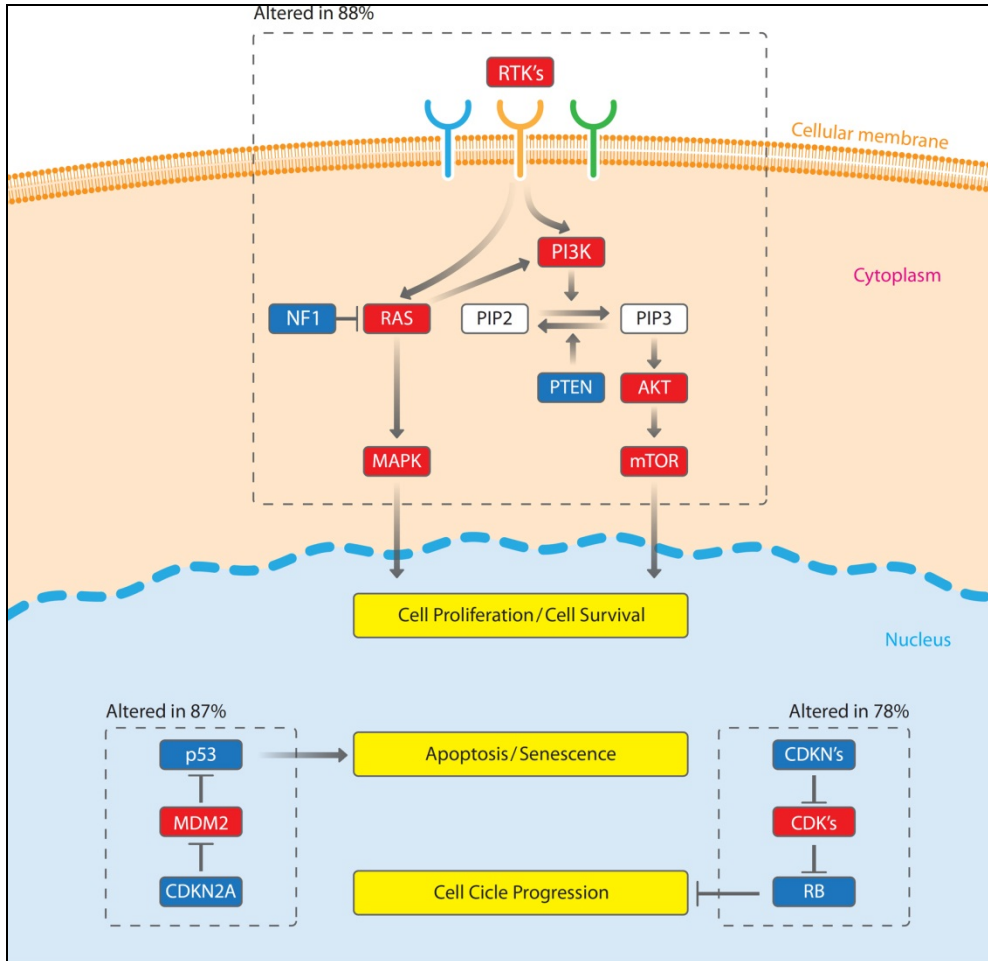 Altered in 88%
RTK's
Cellular membrane
PI3K
Cytoplasm
NF1
RAS
PIP2
PIP3
PTEN
AKT
MAPK
mTOR
Cell Proliferation/Cell Survival
Nucleus
Altered in 87%
Altered in 78%
p53
Apoptosis/Senescence
CDKN's
MDM2
CDK's
CDKN2A
Cell Cicle Progression
RB